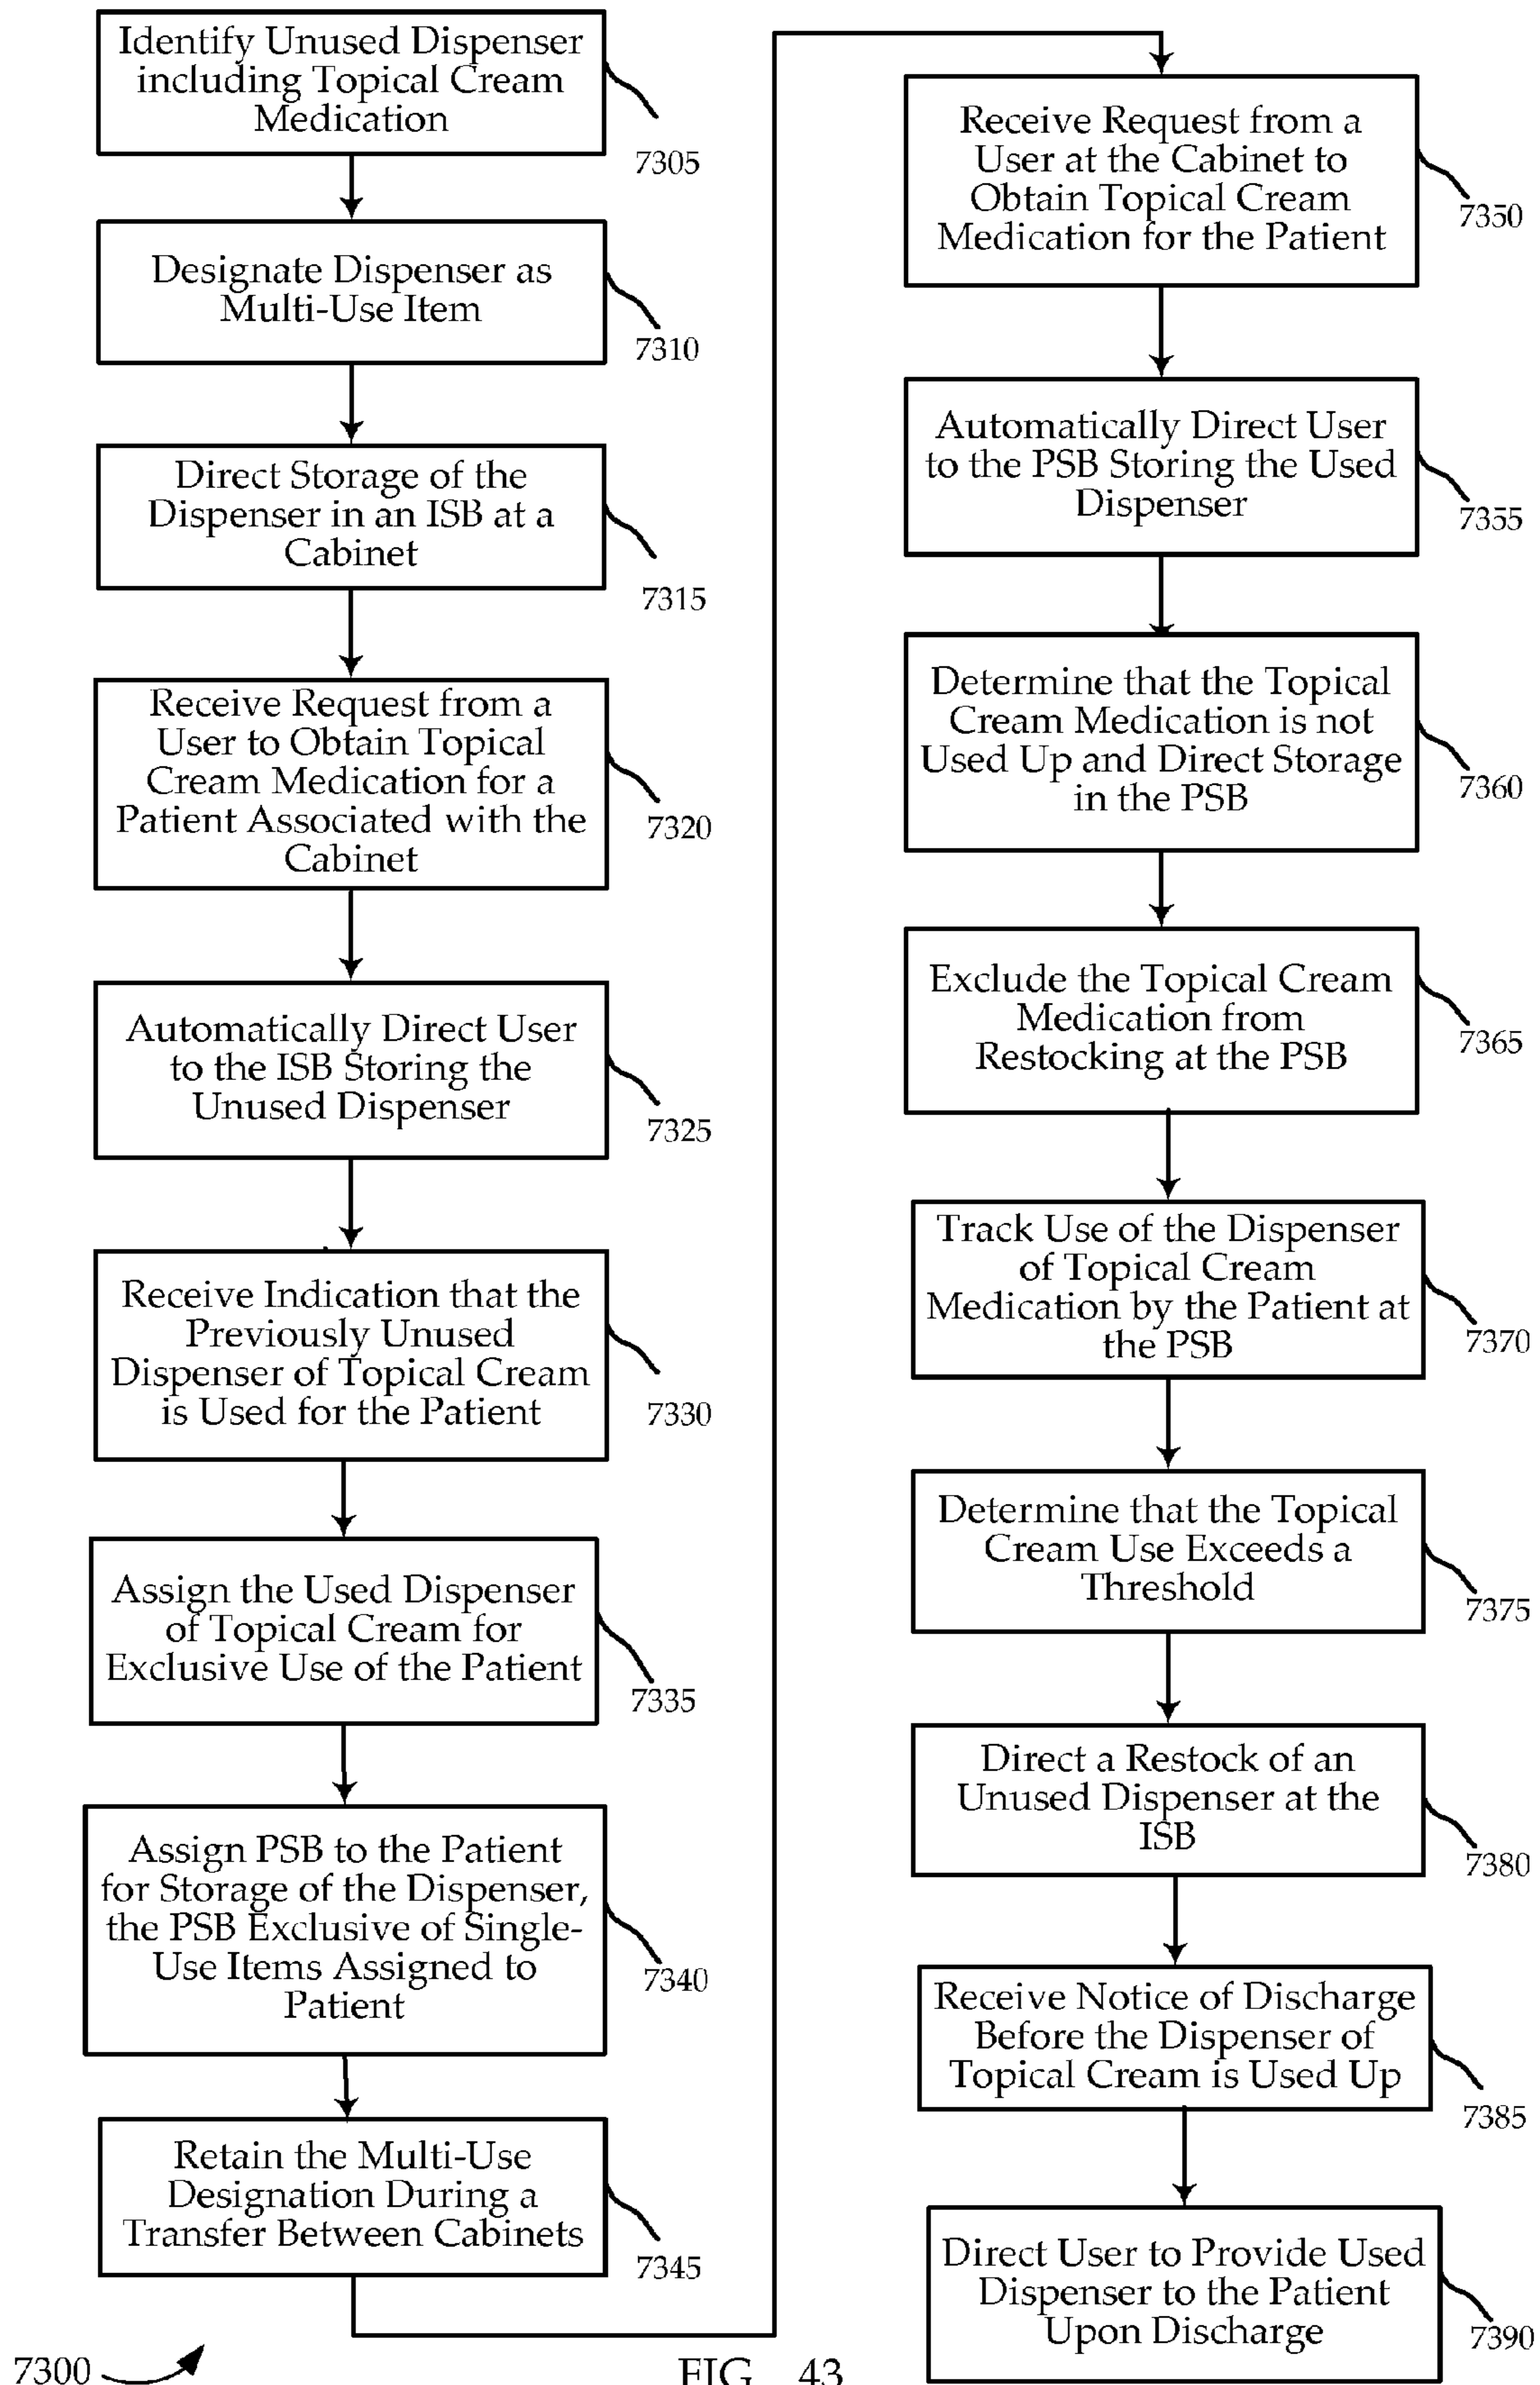 Identify Unused Dispenser
including Topical Cream
Medication
7305
Designate Dispenser as
Multi-Use Item
7310
Direct Storage of the
Dispenser in an ISB at a
Cabinet
7315
Receive Request from a
User to Obtain Topical
Cream Medication for a
Patient Associated with the
Cabinet
7320
Automatically Direct User
to the ISB Storing the
Unused Dispenser
7325
Receive Indication that the
Previously Unused
Dispenser of Topical Cream
is Used for the Patient
7330
Assign the Used Dispenser
of Topical Cream for
Exclusive Use of the Patient
7335
Assign PSB to the Patient
for Storage of the Dispenser,
the PSB Exclusive of Single-
Use Items Assigned to
Patient
7340
Retain the Multi-Use
Designation During a
Transfer Between Cabinets
7345
Receive Request from a
User at the Cabinet to
Obtain Topical Cream
Medication for the Patient
7350
Automatically Direct User
to the PSB Storing the Used
Dispenser
7355
Determine that the Topical
Cream Medication is not
Used Up and Direct Storage
in the PSB
7360
Exclude the Topical Cream
Medication from
Restocking at the PSB
7365
Track Use of the Dispenser
of Topical Cream
Medication by the Patient at
the PSB
7370
Determine that the Topical
Cream Use Exceeds a
Threshold
7375
Direct a Restock of an
Unused Dispenser at the
ISB
7380
Receive Notice of Discharge
Before the Dispenser of
Topical Cream is Used Up
7385
Direct User to Provide Used
Dispenser to the Patient
Upon Discharge
7390
7300
FIG. 43